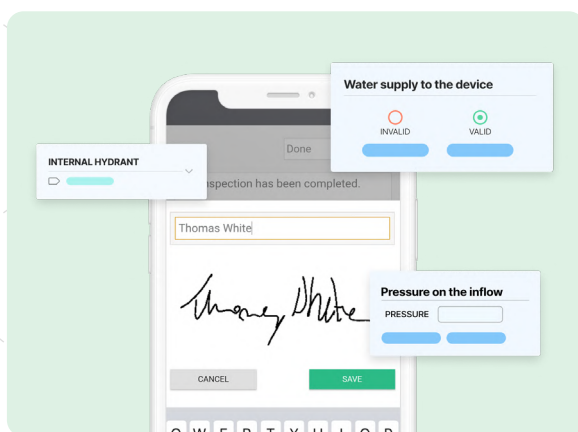 Water supply to the device
INVALID
VALID
Done
INTERNAL HYDRANT
nspection has been completed.
Thomas White
Thomas White
Pressure on the inflow
PRESSURE
CANCEL
SAVE
Q W E R T Y U I O P